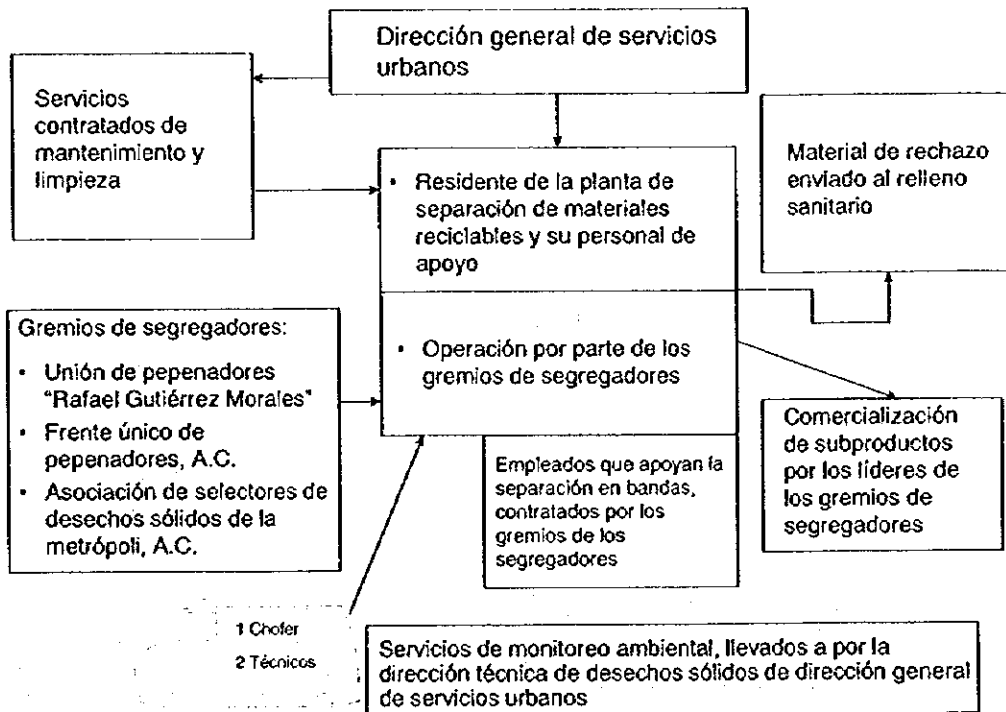 Dirección general de servicios
urbanos
Servicios
contratados de
mantenimiento y
limpieza
• Residente de la planta de
separación de materiales
reciclables y su personal de
apoyo
Material de rechazo
enviado al relleno
sanitario
Gremios de segregadores:
• Unión de pepenadores
"Rafael Gutiérrez Morales"
• Frente único de
pepenadores, A.C.
• Asociación de selectores de
desechos sólidos de la
metrópoli, A.C.
• Operación por parte de los
gremios de segregadores
Empleados que apoyan la
separación en bandas,
contratados por los
gremios de los
segregadores
Comercialización
de subproductos
por los líderes de
los gremios de
segregadores
1 Chofer
2 Técnicos
Servicios de monitoreo ambiental, llevados a por la
dirección técnica de desechos sólidos de dirección general
de servicios urbanos